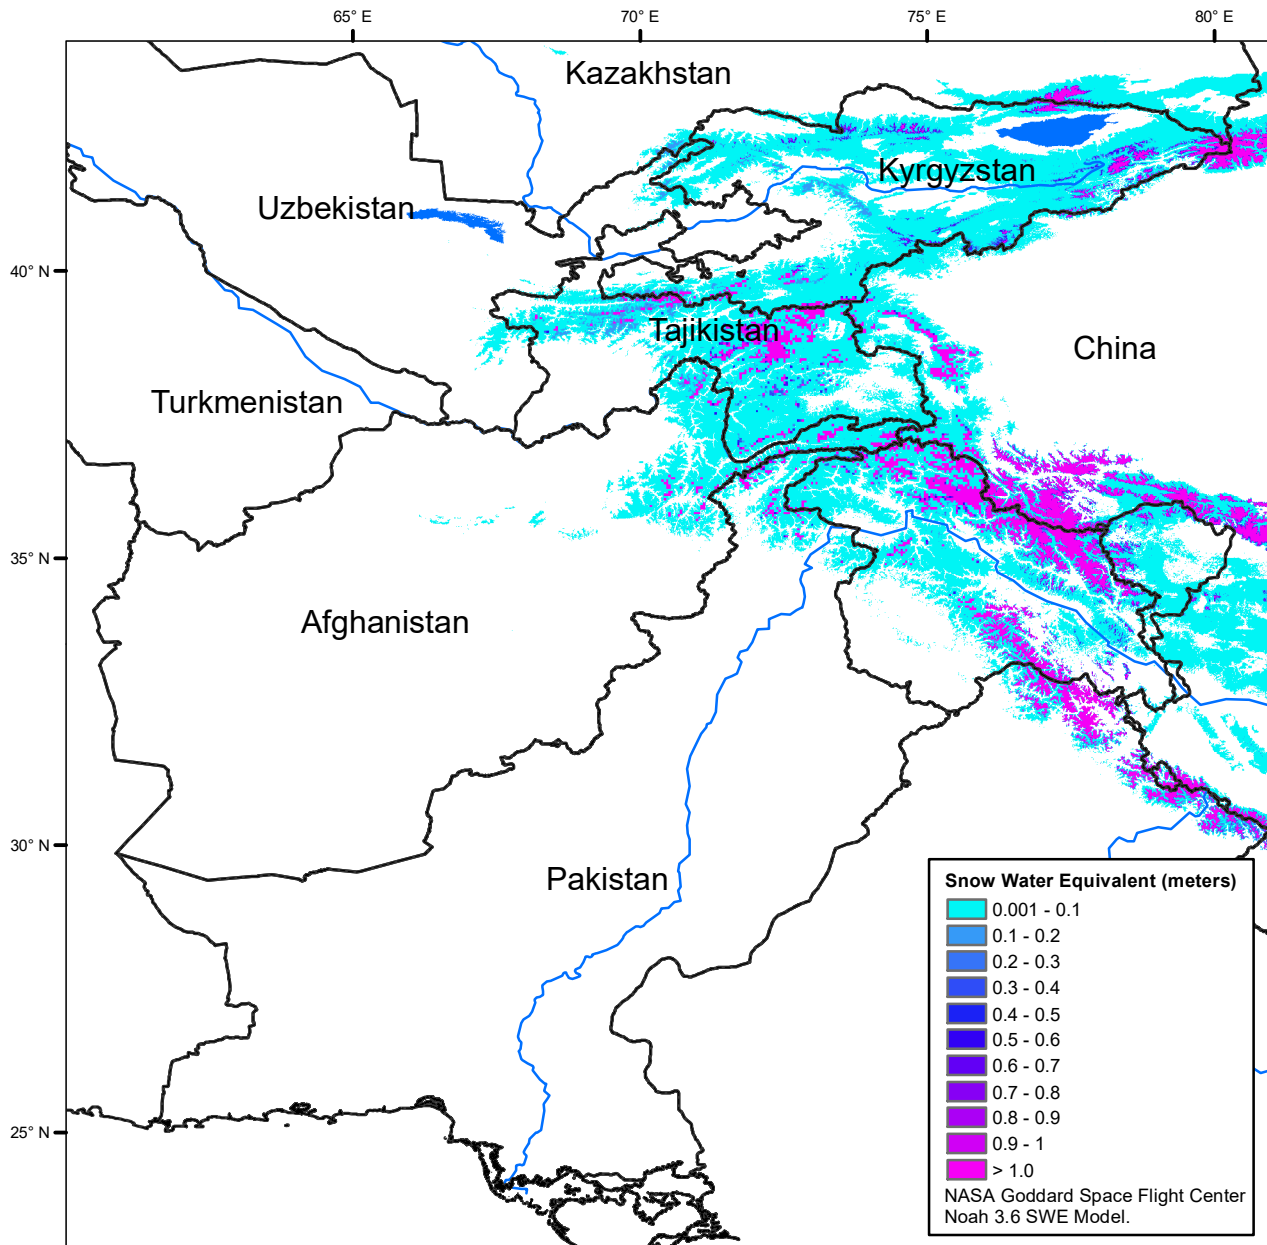 65° E
70° E
75° E
80° E
Kazakhstan
Kyrgyzstan
Uzbekistan
40° N
Tajikistan
China
Turkmenistan
35° N
Afghanistan
30° N
Pakistan
25° N
Snow Water Equivalent (meters)
0.001 - 0.1
0.1 - 0.2
0.2 - 0.3
0.3 - 0.4
0.4 - 0.5
0.5 - 0.6
0.6 - 0.7
0.7 - 0.8
0.8 - 0.9
0.9 - 1
> 1.0
NASA Goddard Space Flight Center
Noah 3.6 SWE Model.